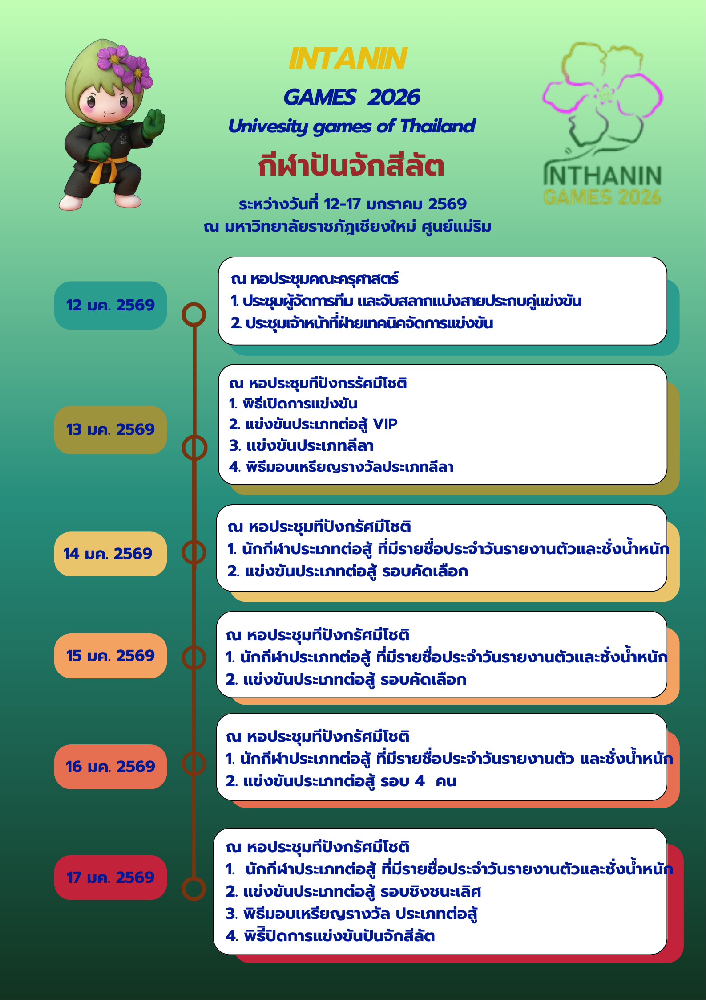 INTANIN
GAMES 2026
Univesity games of Thailand
กีฬาปันจักสีลัต
ระหว่างวันที่ 12-17 มกราคม 2569
ณ มหาวิทยาลัยราชภัฎเชียงใหม่ ศูนย์แม่ริม
INTHANIN
GAMES 2026
12 มค. 2569
ณ หอประชุมคณะครุศาสตร์
1. ประชุมผู้จัดการทีม และจับสลากแบ่งสายประกบคู่แข่งขัน
2. ประชุมเจ้าหน้าที่ฝ่ายเทคนิคจัดการแข่งขัน
13 มค. 2569
ณ หอประชุมทีปังกรรัศมีโชติ
1. พิธีเปิดการแข่งขัน
2. แข่งขันประเภทต่อสู้ VIP
3. แข่งขันประเภทลีลา
4. พิธีมอบเหรียญรางวัลประเภทลีลา
14 มค. 2569
ณ หอประชุมทีปังกรัศมีโชติ
1. นักกีฬาประเภทต่อสู้ ที่มีรายชื่อประจำวันรายงานตัวและชั่งน้ำหนัก
2. แข่งขันประเภทต่อสู้ รอบคัดเลือก
15 มค. 2569
ณ หอประชุมทีปังกรัศมีโชติ
1. นักกีฬาประเภทต่อสู้ ที่มีรายชื่อประจำวันรายงานตัวและชั่งน้ำหนัก
2. แข่งขันประเภทต่อสู้ รอบคัดเลือก
16 มค. 2569
ณ หอประชุมทีปังกรัศมีโชติ
1. นักกีฬาประเภทต่อสู้ ที่มีรายชื่อประจำวันรายงานตัว และชั่งน้ำหนัก
2. แข่งขันประเภทต่อสู้ รอบ 4 คน
17 มค. 2569
ณ หอประชุมทีปังกรัศมีโชติ
1. นักกีฬาประเภทต่อสู้ ที่มีรายชื่อประจำวันรายงานตัวและชั่งน้ำหนัก
2. แข่งขันประเภทต่อสู้ รอบชิงชนะเลิศ
3. พิธีมอบเหรียญรางวัล ประเภทต่อสู้
4. พิธิีปิดการแข่งขันปันจักสีลัต